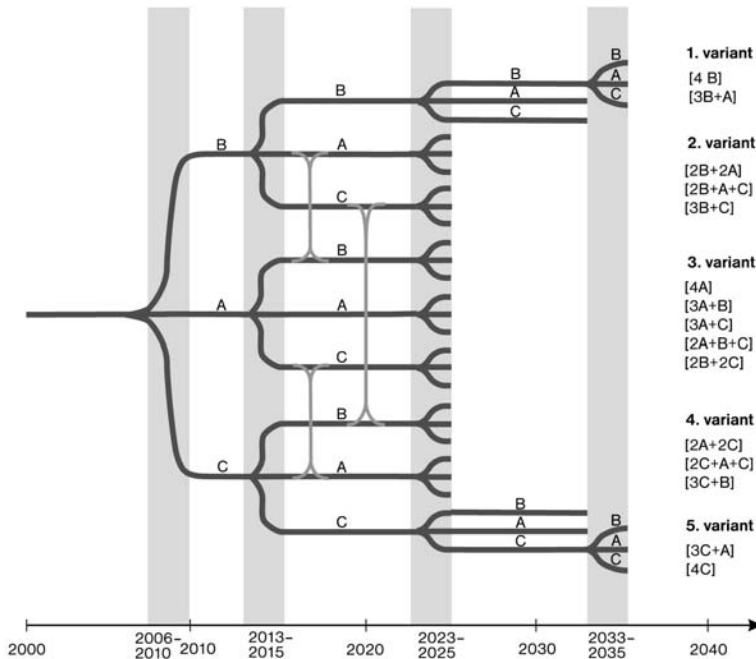 B
A
C
B
A
C
B
A
C
B
A
C
B
A
C
B
A
C
B
A
C
B
A
C
B
A
C
1. variant
[4 B]
[3B+A]
2. variant
[2B+2A]
[2B+A+C]
[3B+C]
3. variant
[4A]
[3A+B]
[3A+C]
[2A+B+C]
[2B+2C]
4. variant
[2A+2C]
[2C+A+C]
[3C+B]
5. variant
[3C+A]
[4C]
2000
2006–
2010
2010
2013–
2015
2020
2023–
2025
2030
2033–
2035
2040